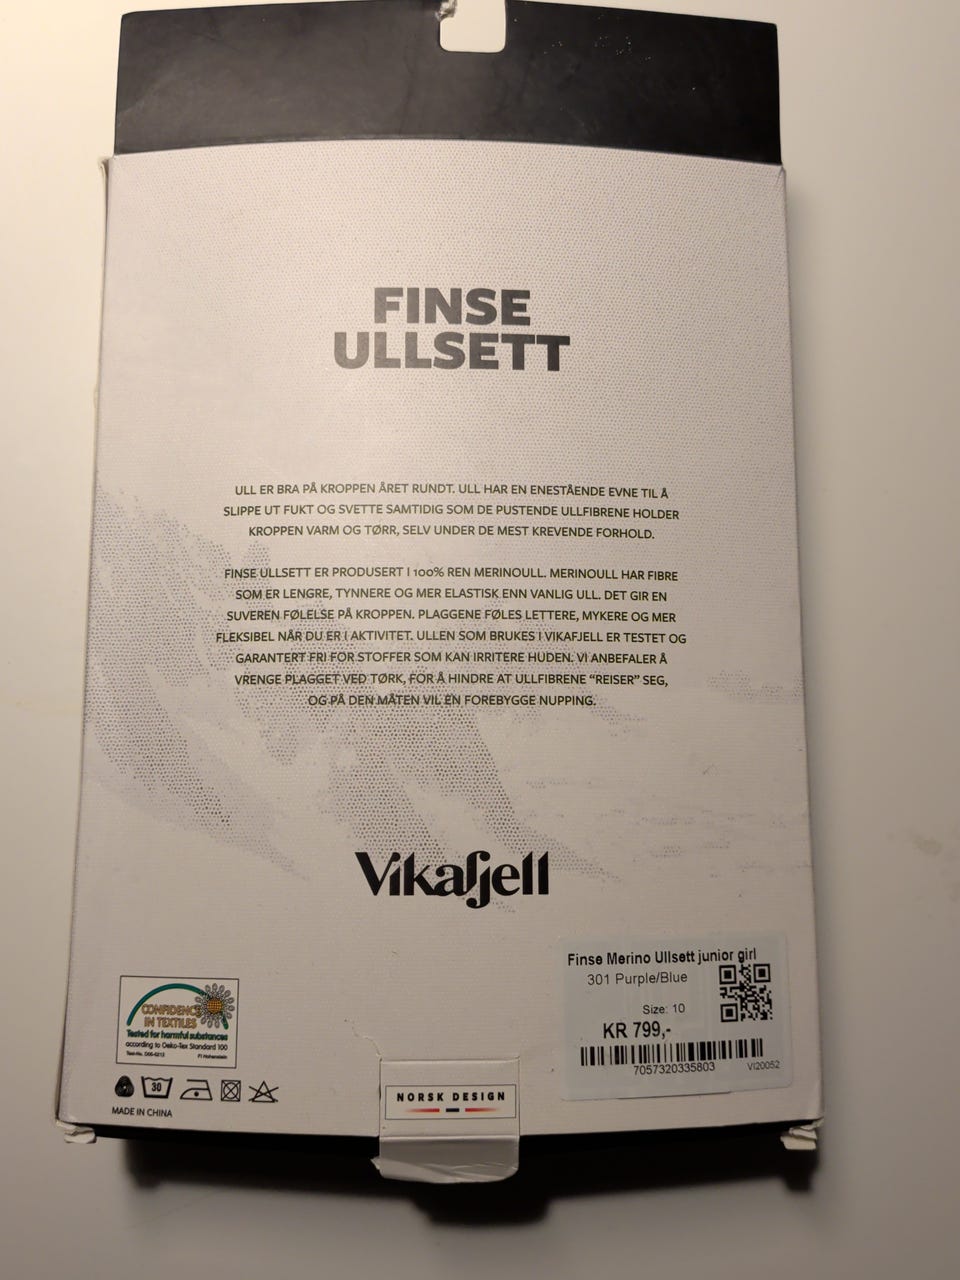 FINSE
ULLSETT
ULL ER BRA PÅ KROPPEN ÅRET RUNDT. ULL HAR EN ENESTÅENDE EVNE TIL Å
SLIPPE UT FUKT OG SVETTE SAMTIDIG SOM DE PUSTENDE ULLFIBRENE HOLDER
KROPPEN VARM OG TØRR, SELV UNDER DE MEST KREVENDE FORHOLD.
FINSE ULLSETT ER PRODUSERT I 100% REN MERINOULL. MERINOULL HAR FIBRE
SOM ER LENGRE, TYNNERE OG MER ELASTISK ENN VANLIG ULL. DET GIR EN
SUVEREN FØLELSE PÅ KROPPEN. PLAGGENE FØLES LETTERE, MYKERE OG MER
FLEKSIBEL NÅR DU ER I AKTIVITET. ULLEN SOM BRUKES I VIKAFJELL ER TESTET OG
GARANTERT FRI FOR STOFFER SOM KAN IRRITERE HUDEN. VI ANBEFALER Å
VRENGE PLAGGET VED TØRK, FOR Å HINDRE AT ULLFIBRENE “REISER” SEG,
OG PÅ DEN MÅTEN VIL EN FOREBYGGE NUPPING.
Vikafjell
Finse Merino Ullsett junior girl
301 Purple/Blue
Size: 10
KR 799,-
7057320335803
VI20052
CONFIDENCE
IN TEXTILES
Tested for harmful substances
according to Oeko-Tex Standard 100
FI Hohenstein
30
MADE IN CHINA
NORSK DESIGN